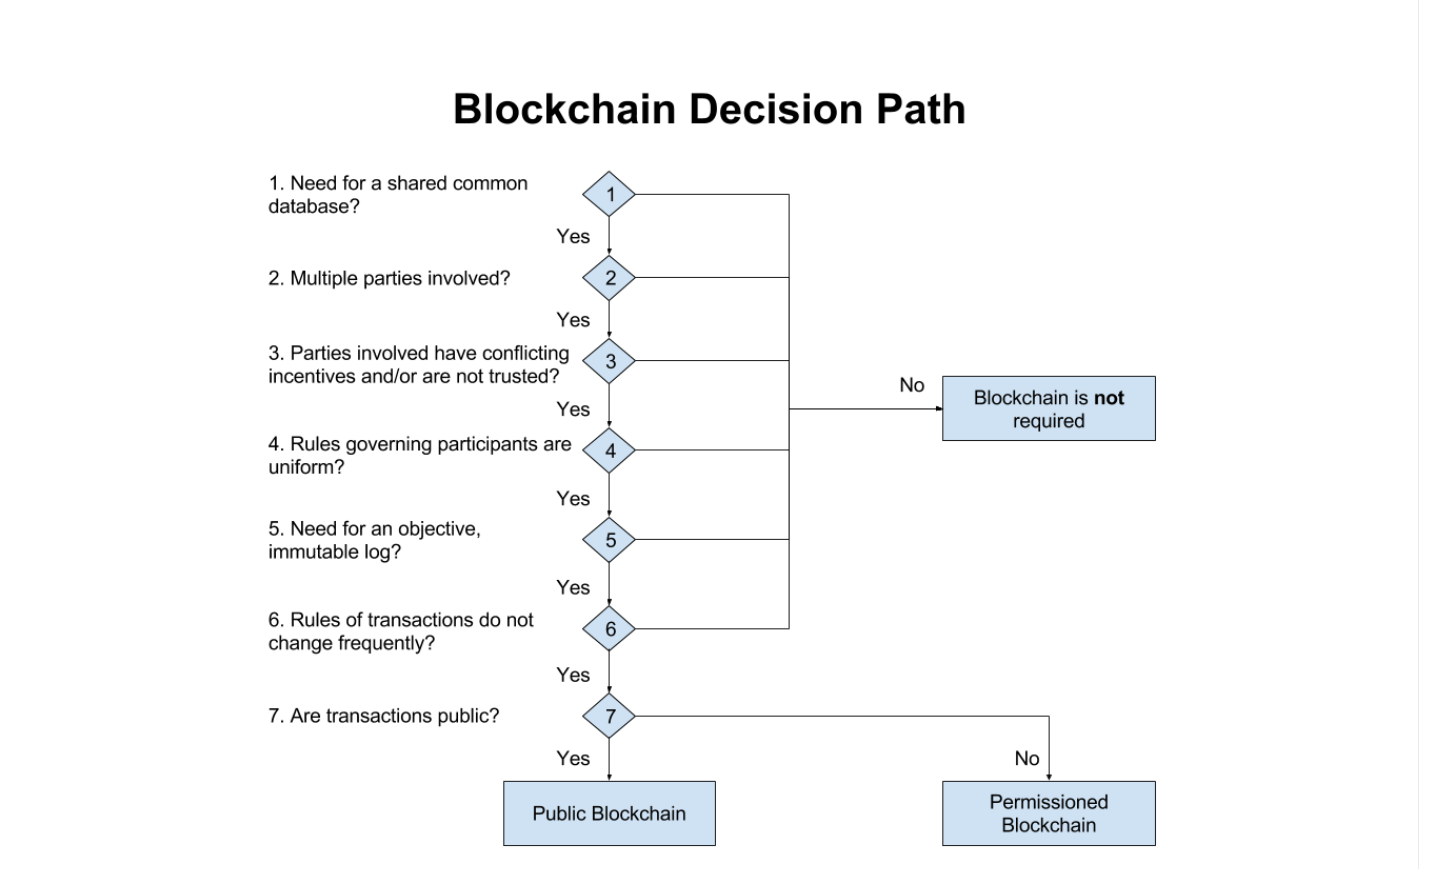 Blockchain Decision Path
1. Need for a shared common
database?
1
Yes
2. Multiple parties involved?
2
Yes
3. Parties involved have conflicting
incentives and/or are not trusted?
3
No
Blockchain is not
required
Yes
4. Rules governing participants are
uniform?
4
Yes
5. Need for an objective,
immutable log?
5
Yes
6. Rules of transactions do not
change frequently?
6
Yes
7. Are transactions public?
7
Yes
No
Public Blockchain
Permissioned
Blockchain